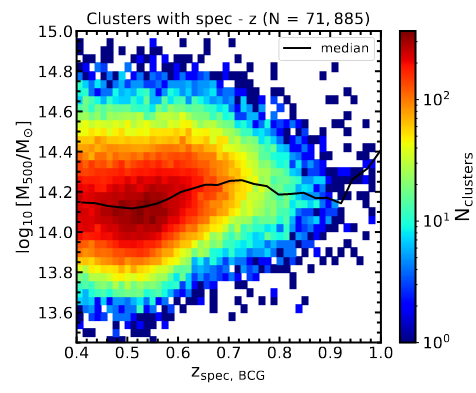 Clusters with spec - z (N = 71, 885)
median
15.0
14.8
14.6
14.4
14.2
14.0
13.8
13.6
log₁₀ [M₅₀₀/M☉]
0.4 0.5 0.6 0.7 0.8 0.9 1.0
z_spec, BCG
10²
10¹
10⁰
N_clusters